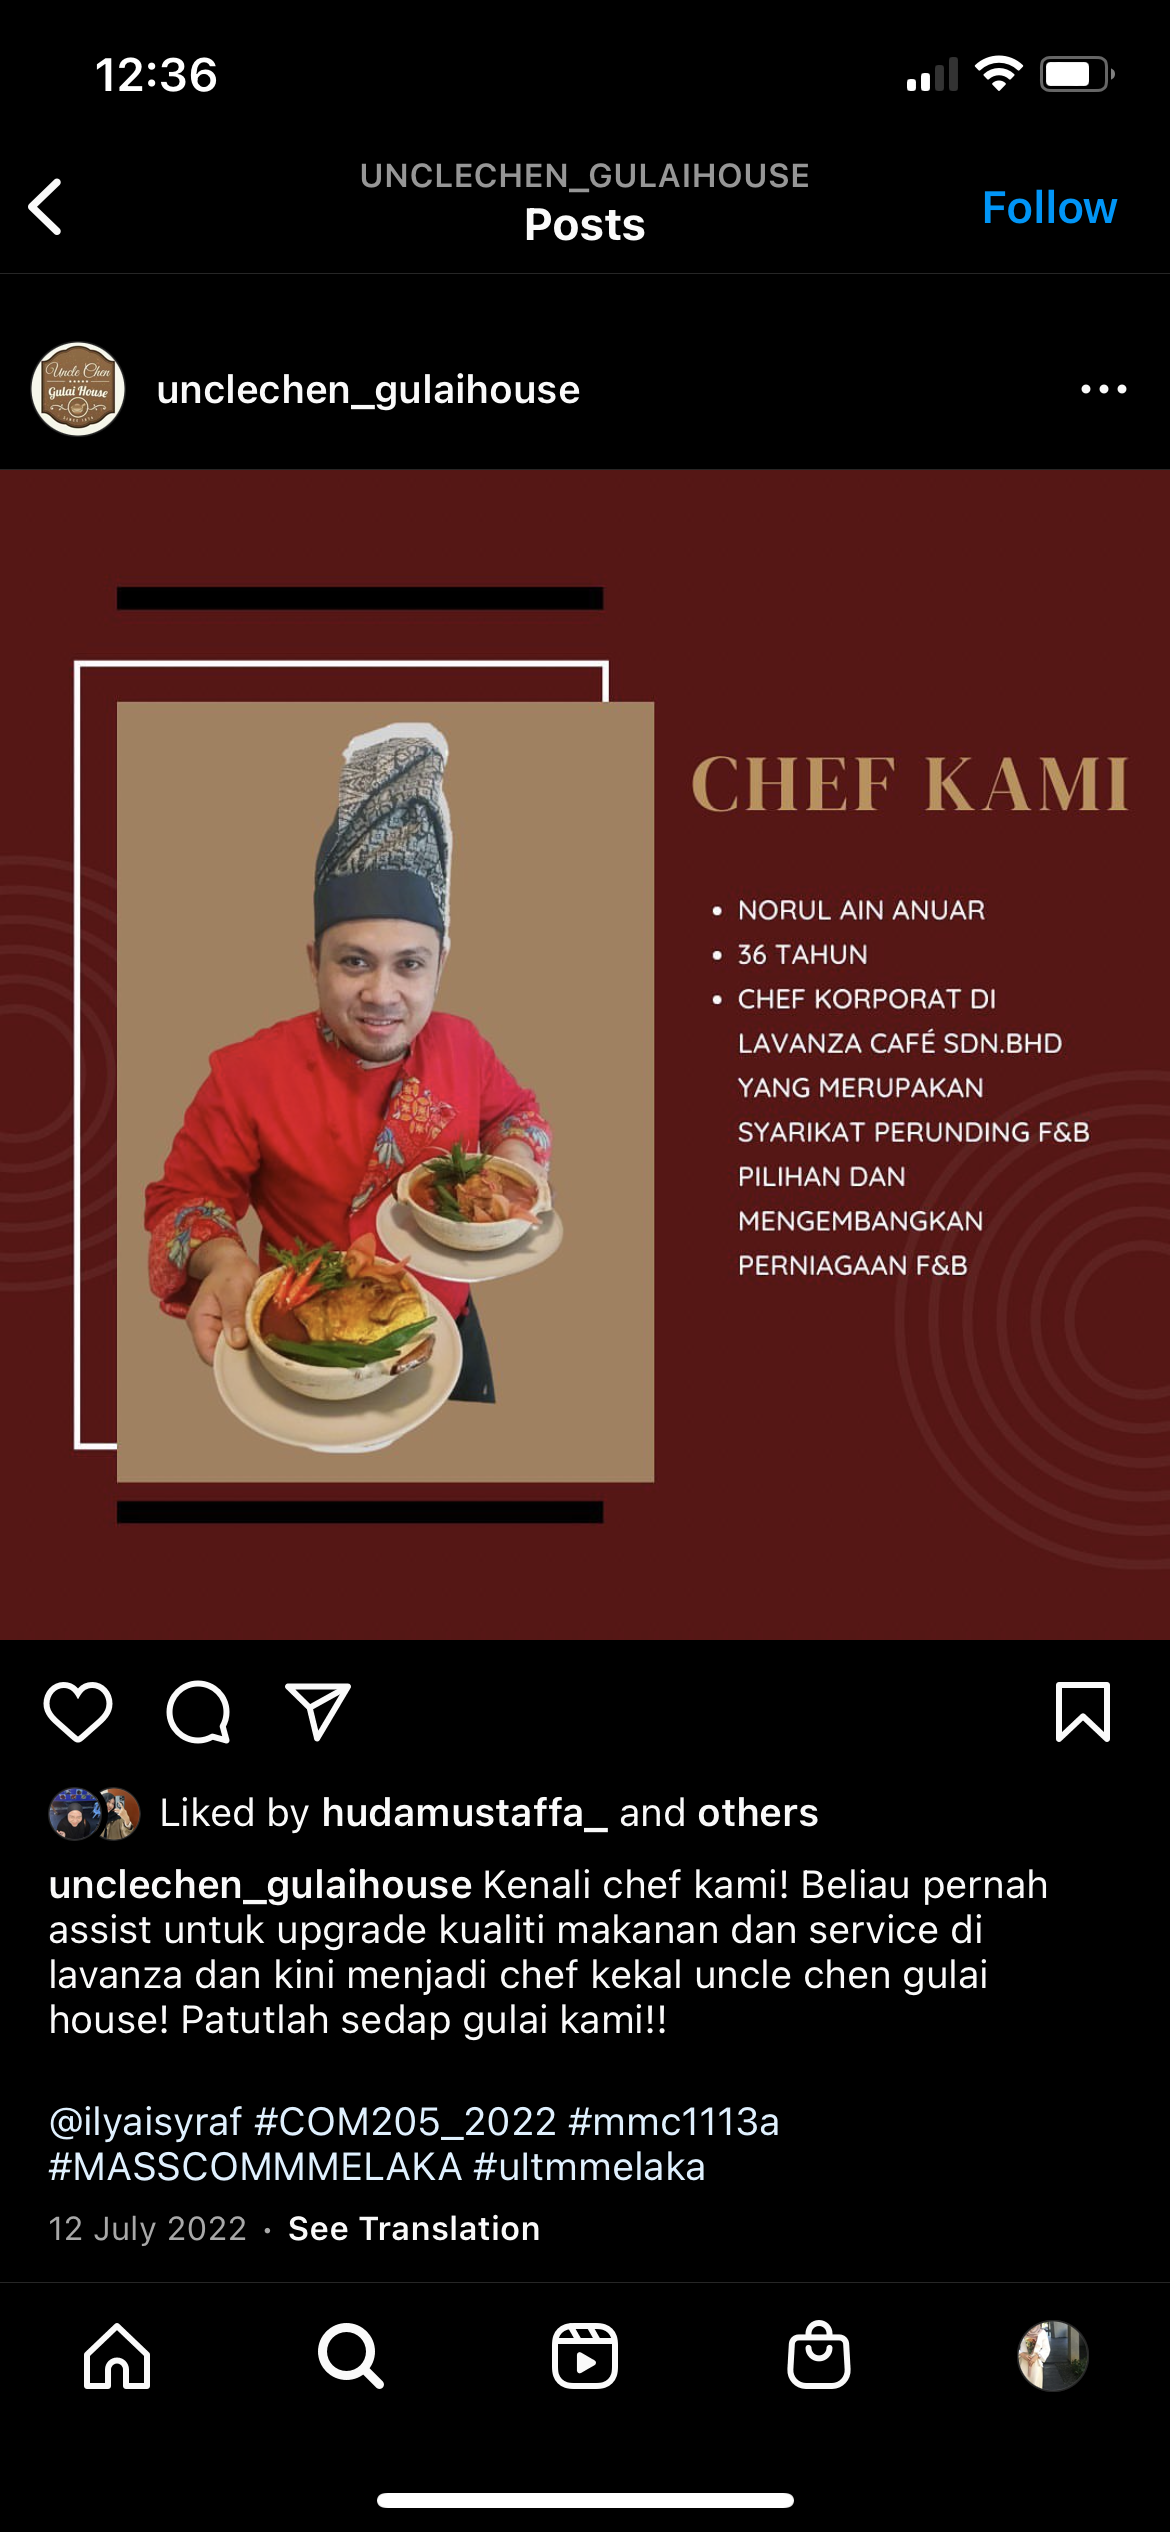 12:36
UNCLECHEN_GULAIHOUSE
Posts
Follow
Uncle Chen
Gulai House
unclechen_gulaihouse
CHEF KAMI
• NORUL AIN ANUAR
• 36 TAHUN
• CHEF KORPORAT DI
LAVANZA CAFÉ SDN.BHD
YANG MERUPAKAN
SYARIKAT PERUNDING F&B
PILIHAN DAN
MENGEMBANGKAN
PERNIAGAAN F&B
Liked by hudamustaffa_ and others
unclechen_gulaihouse Kenali chef kami! Beliau pernah
assist untuk upgrade kualiti makanan dan service di
lavanza dan kini menjadi chef kekal uncle chen gulai
house! Patutlah sedap gulai kami!!
@ilyaisyraf #COM205_2022 #mmc1113a
#MASSCOMMMELAKA #uItmmelaka
12 July 2022 · See Translation